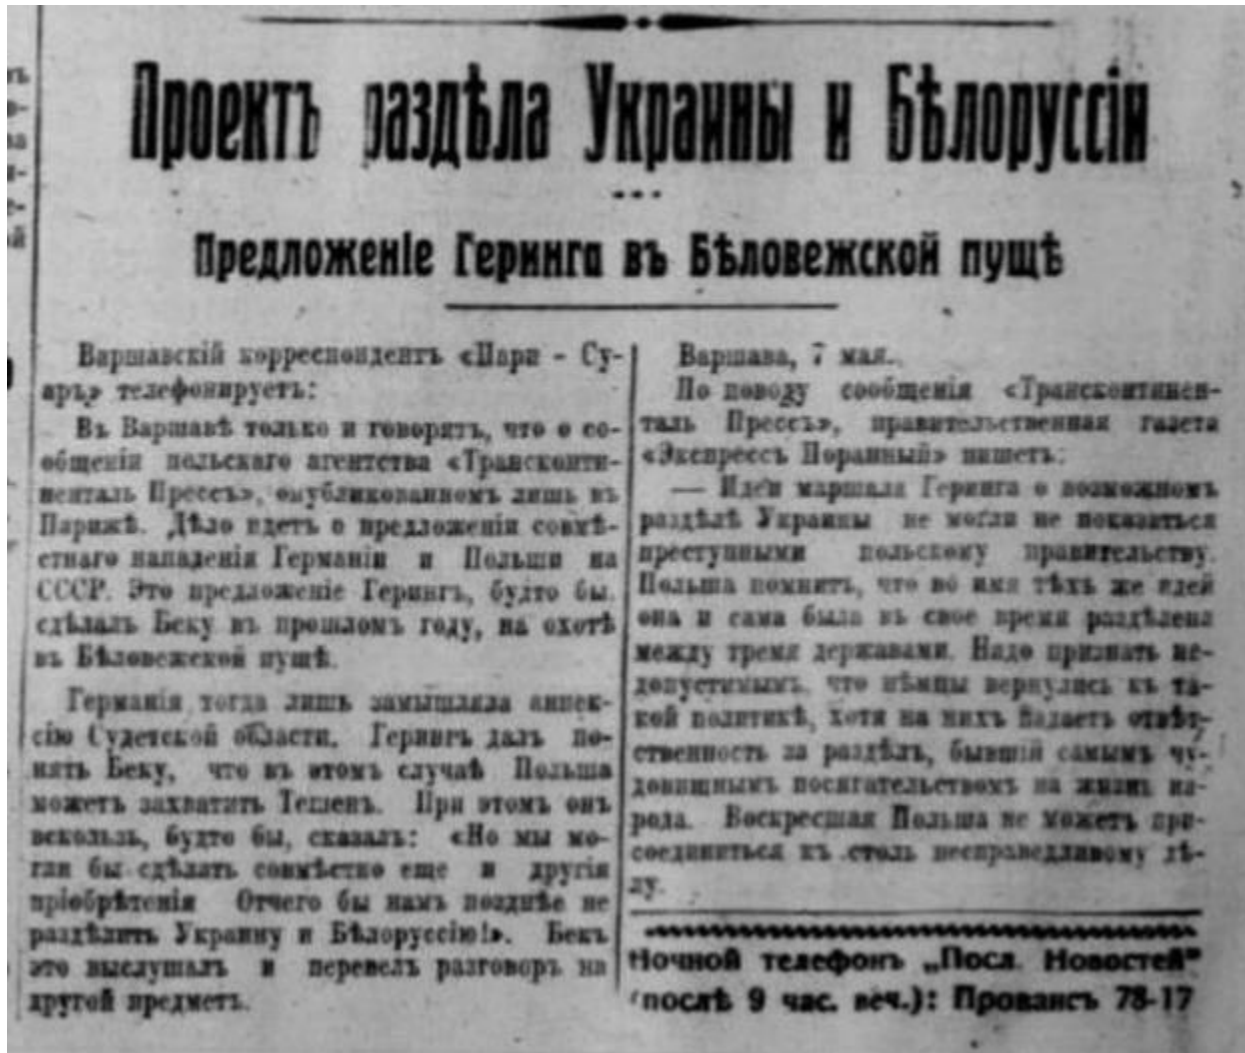 Проектъ раздѣла Украины и Бѣлоруссіи
Предложеніе Геринга въ Бѣловежской пущѣ
Варшавскій корреспондентъ «Пари - Су-
аръ» телефонируетъ:
Въ Варшавѣ только и говорятъ, что о со-
общеніи польскаго агентства «Трансконти-
ненталь Прессъ», опубликованномъ лишь въ
Парижѣ. Дѣло идетъ о предложеніи совмѣ-
стнаго нападенія Германіи и Польши на
СССР. Это предложеніе Герингъ, будто бы,
сдѣлалъ Беку въ прошломъ году, на охотѣ
въ Бѣловежской пущѣ.
Германія тогда лишь замышляла аннек-
сію Судетской области. Герингъ далъ по-
нять Беку, что въ этомъ случаѣ Польша
можетъ захватить Тешен. При этомъ онъ
вскользь, будто бы, сказалъ: «Но мы мо-
гли бы сдѣлать совмѣстно еще и другія
пріобрѣтенія Отчего бы намъ позднѣе не
раздѣлить Украину и Бѣлоруссію!». Бекъ
это выслушалъ и перевелъ разговоръ на
другой предметъ.
Варшава, 7 мая.
По поводу сообщенія «Трансконтинен-
таль Прессъ», правительственная газета
«Экспрессъ Поранный» пишетъ:
— Идеи маршала Геринга о возможномъ
раздѣлѣ Украины не могли не показаться
преступными польскому правительству.
Польша помнитъ, что во имя тѣхъ же идей
она и сама была въ свое время раздѣлена
между тремя державами. Надо признать не-
допустимымъ, что нѣмцы вернулись къ та-
кой политикѣ, хотя на нихъ падаетъ отвѣт-
ственность за раздѣлъ, бывшій самымъ чу-
довищнымъ посягательствомъ на жизнь на-
рода. Воскресшая Польша не можетъ при-
соединиться къ столь несправедливому дѣ-
лу.
Ночной телефонъ „Посл. Новостей"
(послѣ 9 час. веч.): Провансъ 78-17